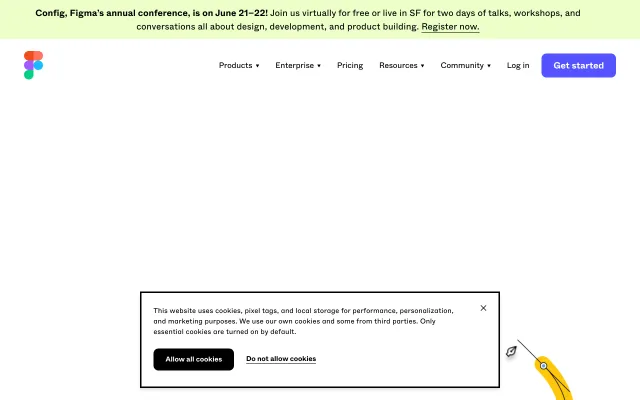 Config, Figma's annual conference, is on June 21–22! Join us virtually for free or live in SF for two days of talks, workshops, and
conversations all about design, development, and product building. Register now.
Products ▾ Enterprise ▾ Pricing Resources ▾ Community ▾ Log in Get started
This website uses cookies, pixel tags, and local storage for performance, personalization,
and marketing purposes. We use our own cookies and some from third parties. Only
essential cookies are turned on by default.
Allow all cookies Do not allow cookies